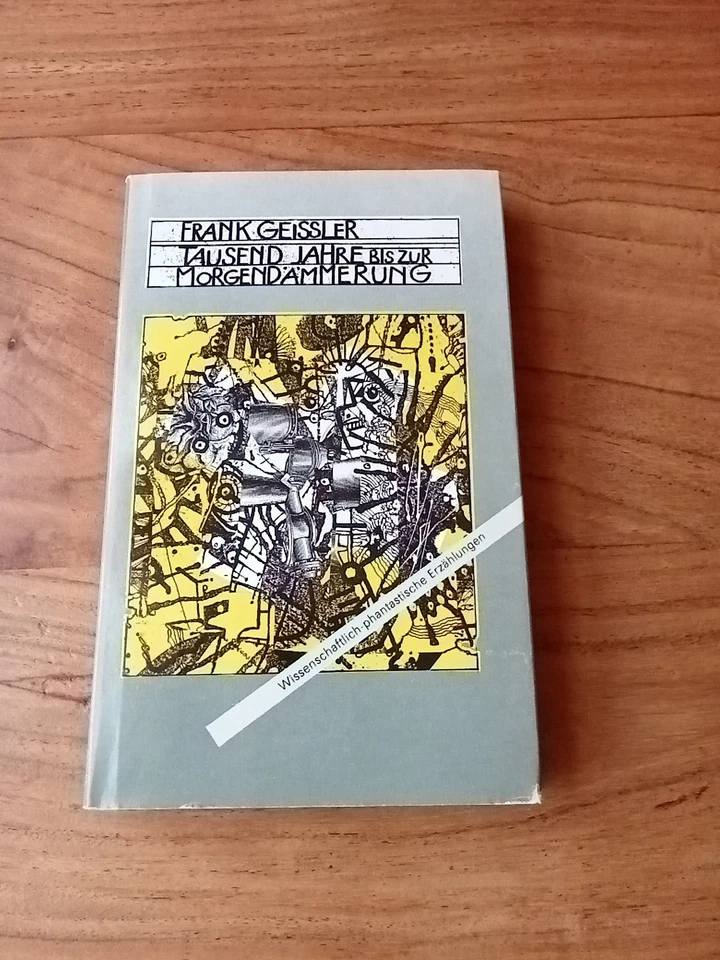 FRANK GEISSLER
TAUSEND JAHRE BIS ZUR
MORGENDÄMMERUNG
Wissenschaftlich-phantastische Erzählungen